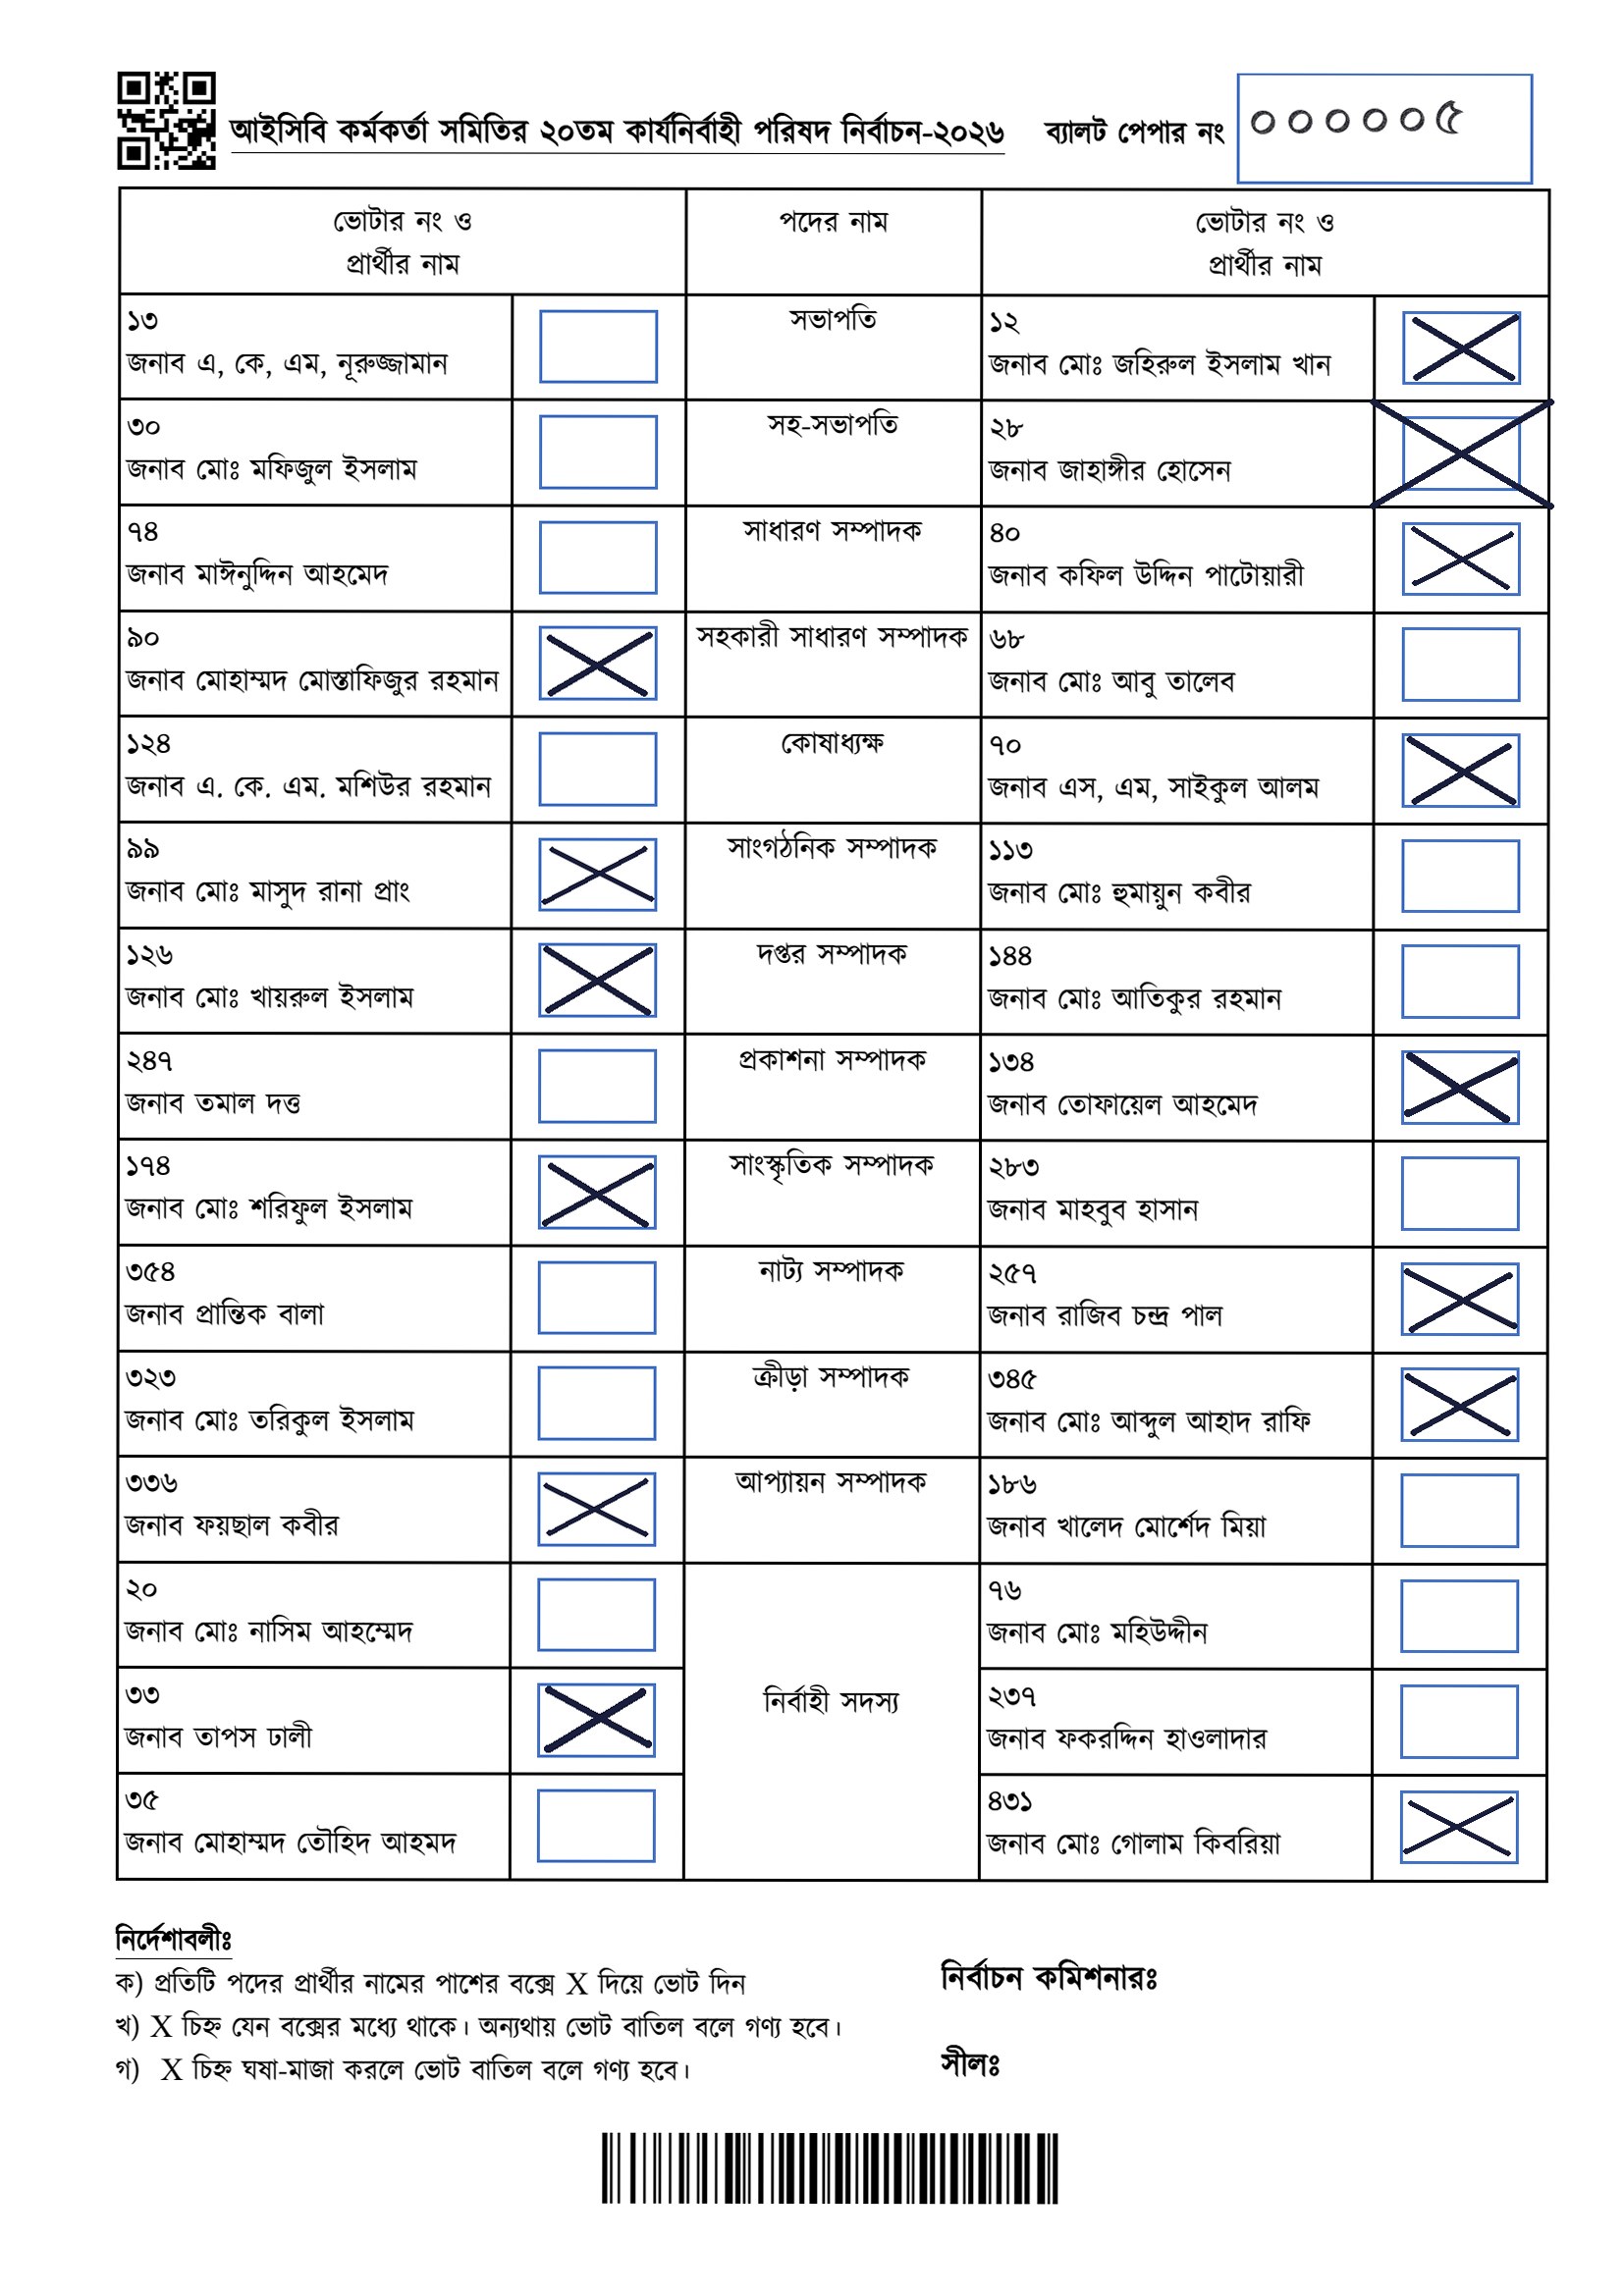 আইসিবি কর্মকর্তা সমিতির ২০তম কার্যনির্বাহী পরিষদ নির্বাচন-২০২৬ ব্যালট পেপার নং ০০০০০৫
ভোটার নং ও
প্রার্থীর নাম
পদের নাম
ভোটার নং ও
প্রার্থীর নাম
১৩
জনাব এ, কে, এম, নূরুজ্জামান
সভাপতি
১২
জনাব মোঃ জহিরুল ইসলাম খান
X
৩০
জনাব মোঃ মফিজুল ইসলাম
সহ-সভাপতি
২৮
জনাব জাহাঙ্গীর হোসেন
X
৭৪
জনাব মাঈনুদ্দিন আহমেদ
সাধারণ সম্পাদক
৪০
জনাব কফিল উদ্দিন পাটোয়ারী
X
৯০
জনাব মোহাম্মদ মোস্তাফিজুর রহমান
X
সহকারী সাধারণ সম্পাদক
৬৮
জনাব মোঃ আবু তালেব
১২৪
জনাব এ. কে. এম. মশিউর রহমান
কোষাধ্যক্ষ
৭০
জনাব এস, এম, সাইকুল আলম
X
৯৯
জনাব মোঃ মাসুদ রানা প্রাং
X
সাংগঠনিক সম্পাদক
১১৩
জনাব মোঃ হুমায়ুন কবীর
১২৬
জনাব মোঃ খায়রুল ইসলাম
X
দপ্তর সম্পাদক
১৪৪
জনাব মোঃ আতিকুর রহমান
২৪৭
জনাব তমাল দত্ত
প্রকাশনা সম্পাদক
১৩৪
জনাব তোফায়েল আহমেদ
X
১৭৪
জনাব মোঃ শরিফুল ইসলাম
X
সাংস্কৃতিক সম্পাদক
২৮৩
জনাব মাহবুব হাসান
৩৫৪
জনাব প্রান্তিক বালা
নাট্য সম্পাদক
২৫৭
জনাব রাজিব চন্দ্র পাল
X
৩২৩
জনাব মোঃ তরিকুল ইসলাম
ক্রীড়া সম্পাদক
৩৪৫
জনাব মোঃ আব্দুল আহাদ রাফি
X
৩৩৬
জনাব ফয়ছাল কবীর
X
আপ্যায়ন সম্পাদক
১৮৬
জনাব খালেদ মোর্শেদ মিয়া
২০
জনাব মোঃ নাসিম আহম্মেদ
৭৬
জনাব মোঃ মহিউদ্দীন
৩৩
জনাব তাপস ঢালী
X
নির্বাহী সদস্য
২৩৭
জনাব ফকরদ্দিন হাওলাদার
৩৫
জনাব মোহাম্মদ তৌহিদ আহমদ
৪৩১
জনাব মোঃ গোলাম কিবরিয়া
X
নির্দেশাবলীঃ
ক) প্রতিটি পদের প্রার্থীর নামের পাশের বক্সে X দিয়ে ভোট দিন
খ) X চিহ্ন যেন বক্সের মধ্যে থাকে। অন্যথায় ভোট বাতিল বলে গণ্য হবে।
গ) X চিহ্ন ঘষা-মাজা করলে ভোট বাতিল বলে গণ্য হবে।
নির্বাচন কমিশনারঃ
সীলঃ